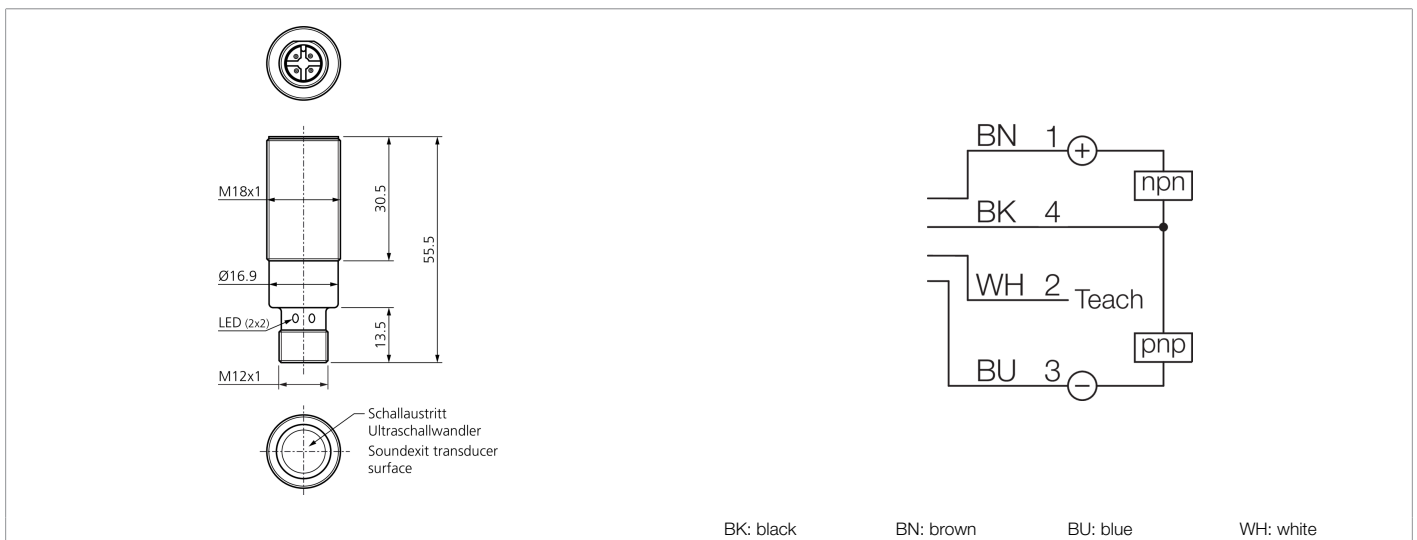 M18x1
30.5
55.5
Ø16.9
LED (2x2)
13.5
M12x1
Schallaustritt
Ultraschallwandler
Soundexit transducer
surface
BN 1 +
npn
BK 4
WH 2 Teach
pnp
BU 3 −
BK: black BN: brown BU: blue WH: white